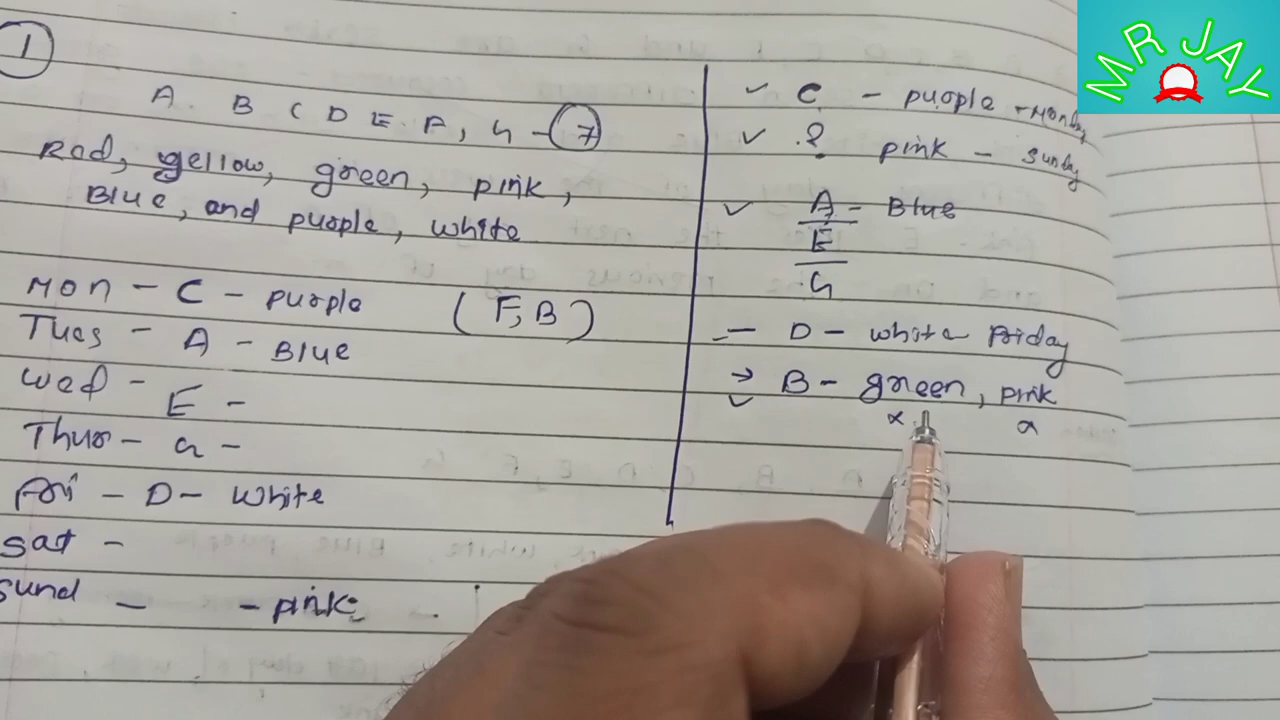 MR JAY
1
A. B C D E. F, G - 7
Red, yellow, green, pink,
Blue, and purple, white
Mon - C - purple (F, B)
Tues - A - Blue
Wed - E -
Thur - G -
Fri - D - White
Sat -
Sund - - pink
✓ C - purple - Monday
✓ .?. pink - Sunday
✓ A - Blue
E
G
- D - white Friday
→ B - green, pink
✓ x x